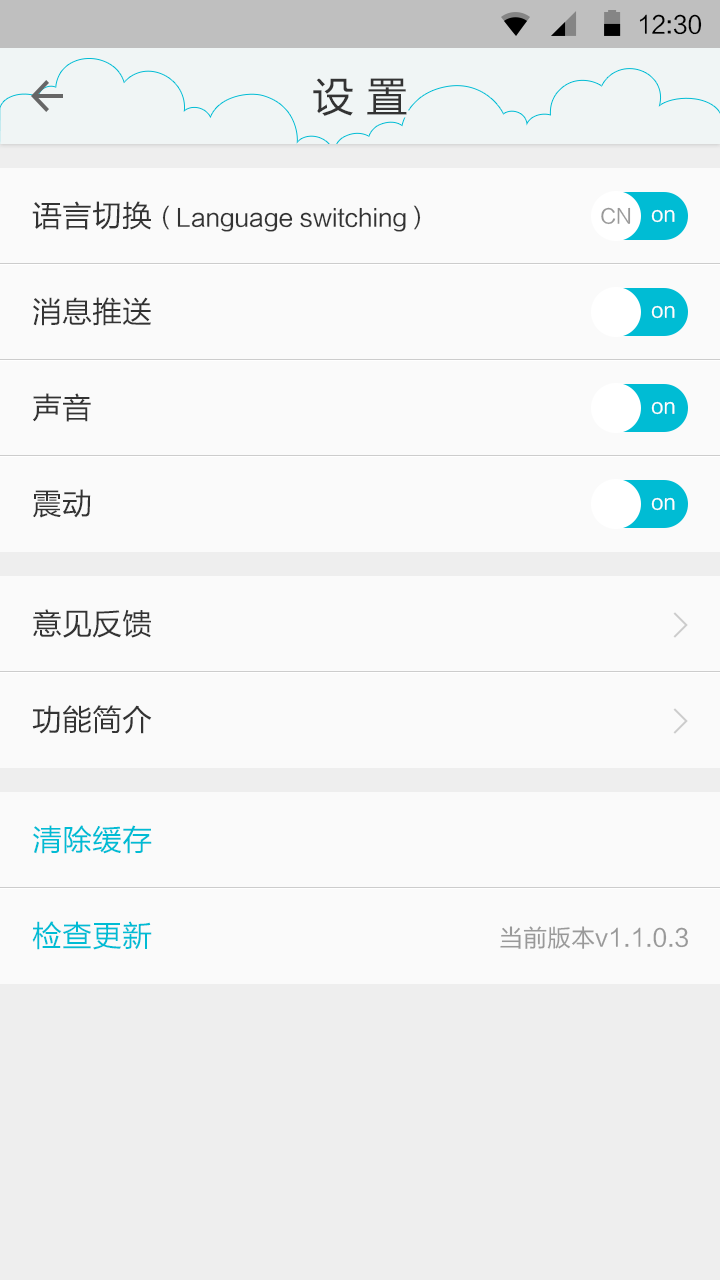 12:30
设 置
语言切换（Language switching） CN on
消息推送 on
声音 on
震动 on
意见反馈
功能简介
清除缓存
检查更新 当前版本v1.1.0.3